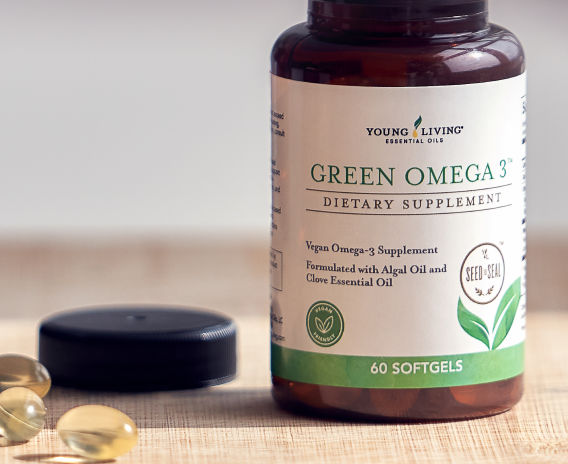 YOUNG LIVING®
ESSENTIAL OILS
GREEN OMEGA 3™
DIETARY SUPPLEMENT
Vegan Omega-3 Supplement
Formulated with Algal Oil and
Clove Essential Oil
SEED TO SEAL
VEGAN
FRIENDLY
60 SOFTGELS